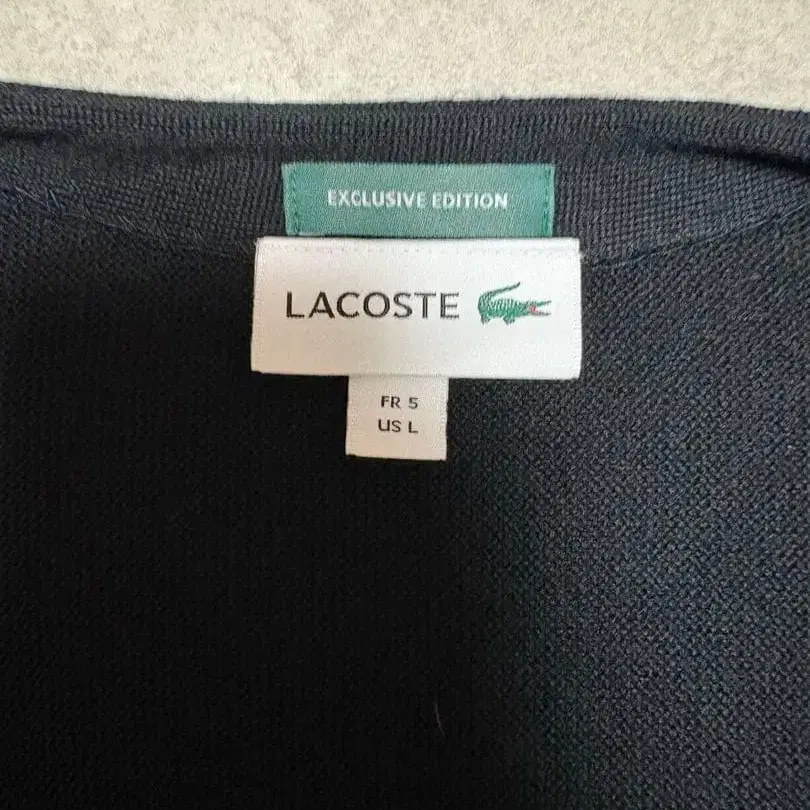 EXCLUSIVE EDITION
LACOSTE
FR 5
US L